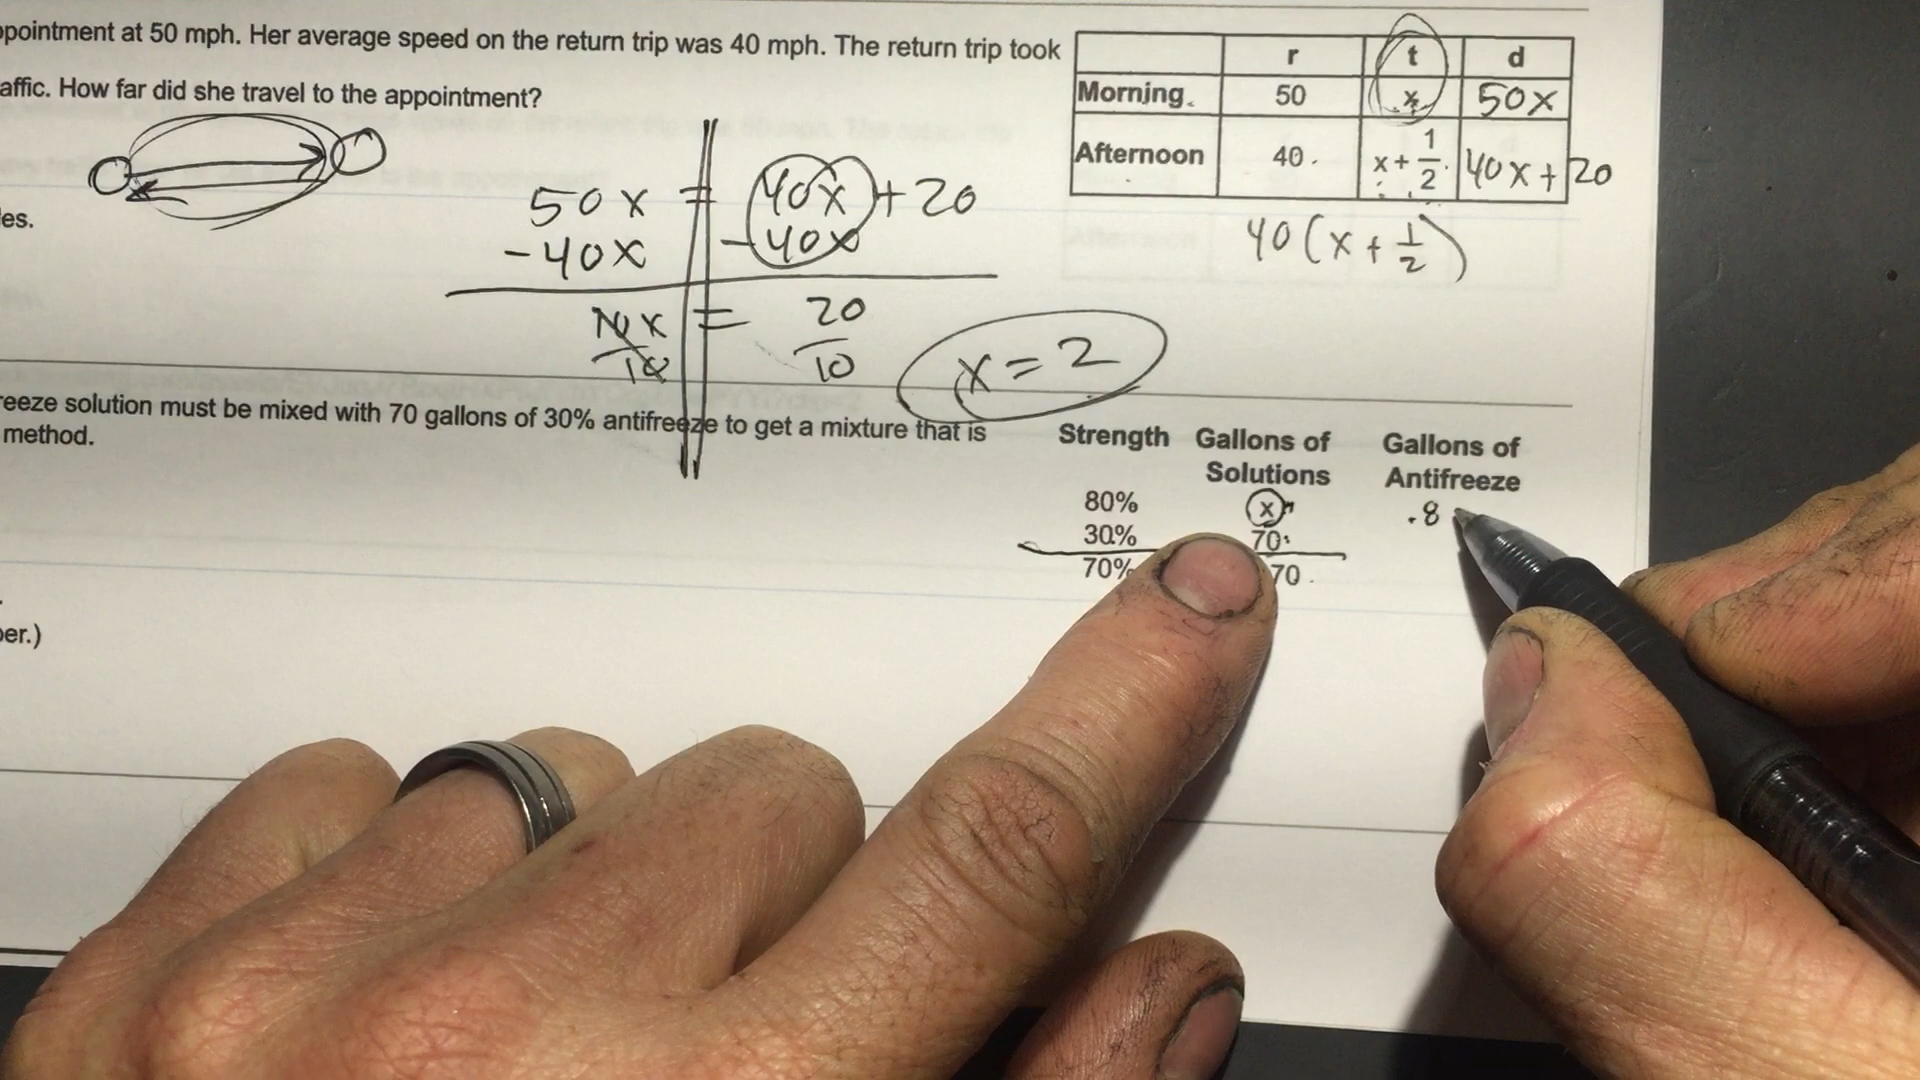 ppointment at 50 mph. Her average speed on the return trip was 40 mph. The return trip took
affic. How far did she travel to the appointment?
r t d
Morning 50 x 50x
Afternoon 40 x + 1/2 40x + 20
40(x + 1/2)
50x = 40x + 20
-40x -40x
10x = 20
10 10
x = 2
es.
reeze solution must be mixed with 70 gallons of 30% antifreeze to get a mixture that is
method.
Strength Gallons of Solutions Gallons of Antifreeze
80% x .8
30% 70
70% 70
er.)